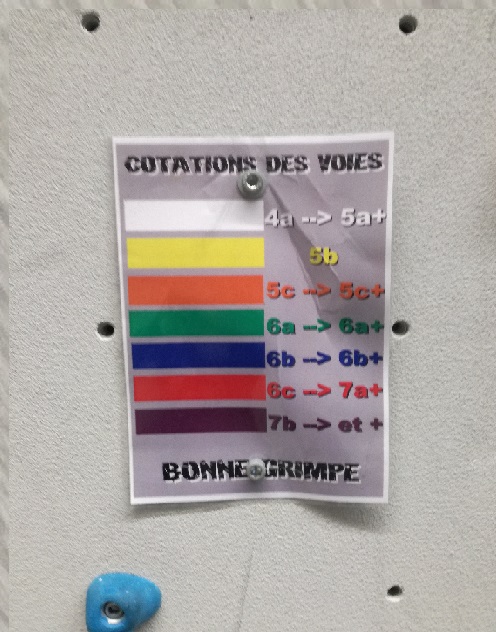 COTATIONS DES VOIES
4a --> 5a+
5b
5c --> 5c+
6a --> 6a+
6b --> 6b+
6c --> 7a+
7b --> et +
BONNE GRIMPE